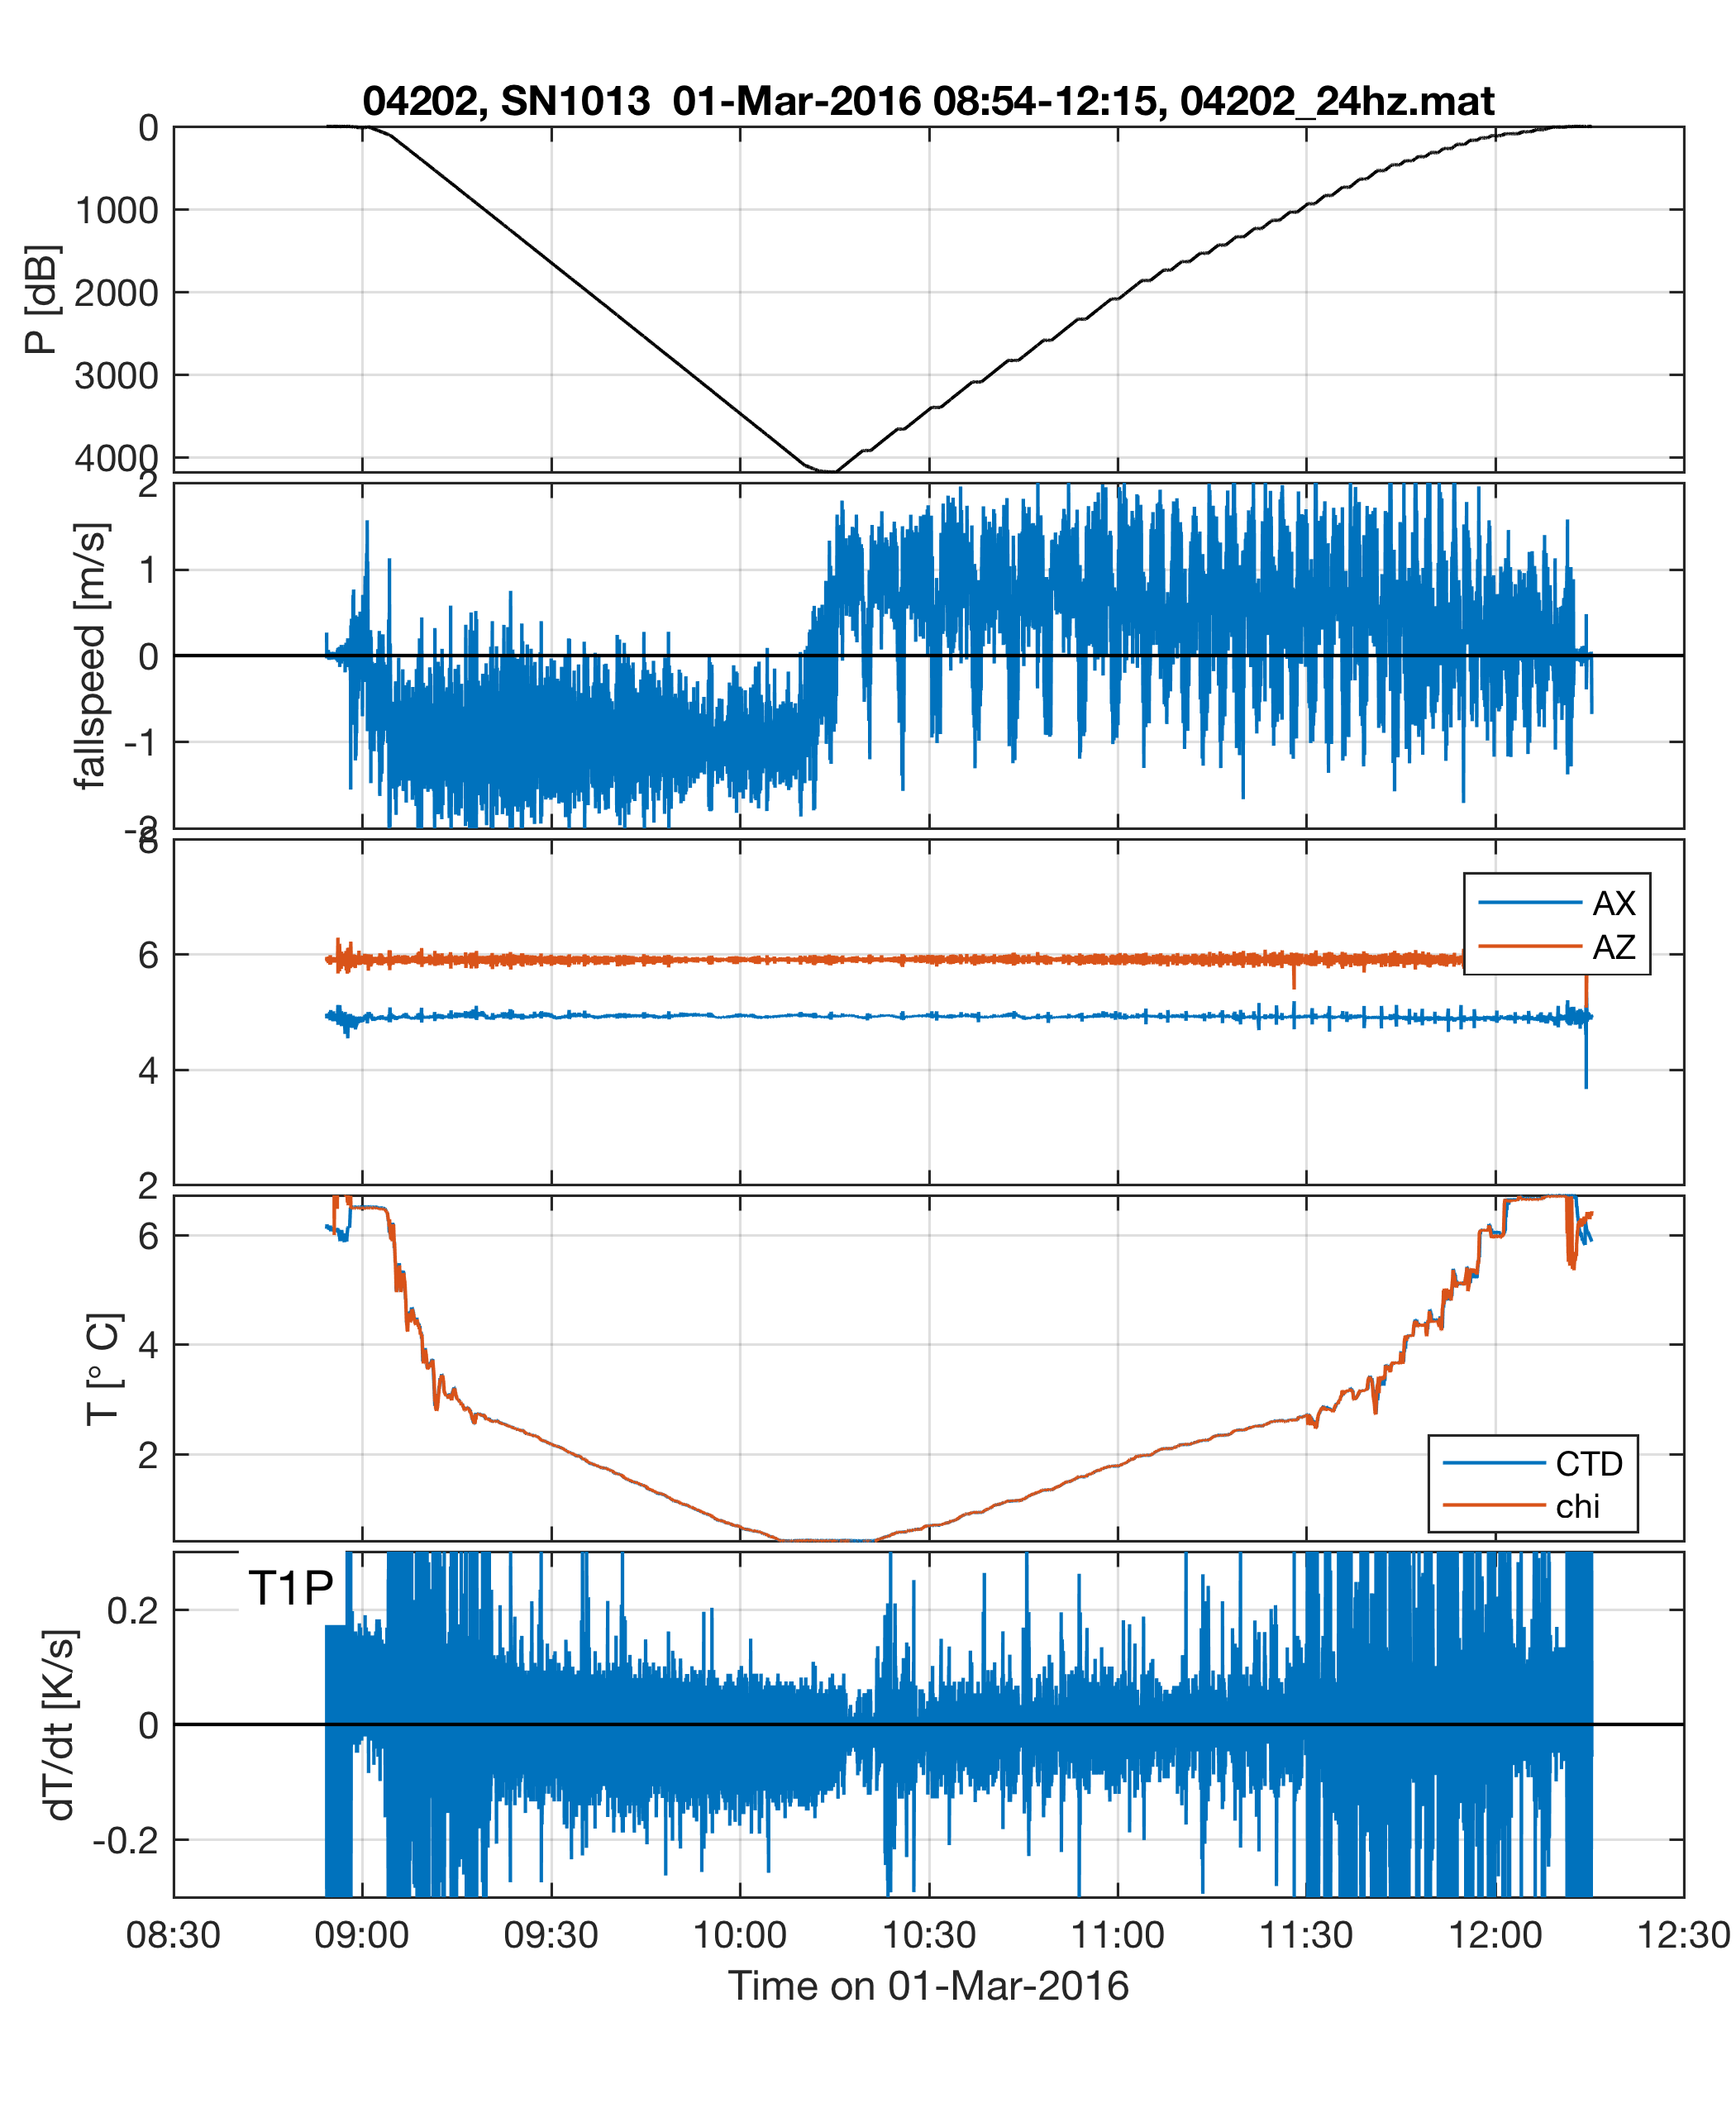 04202, SN1013  01-Mar-2016 08:54-12:15, 04202_24hz.mat
0
1000
2000
3000
4000
P [dB]
2
1
0
-1
-2
fallspeed [m/s]
8
6
4
2
AX
AZ
6
4
2
T [° C]
CTD
chi
T1P
0.2
0
-0.2
dT/dt [K/s]
08:30
09:00
09:30
10:00
10:30
11:00
11:30
12:00
12:30
Time on 01-Mar-2016